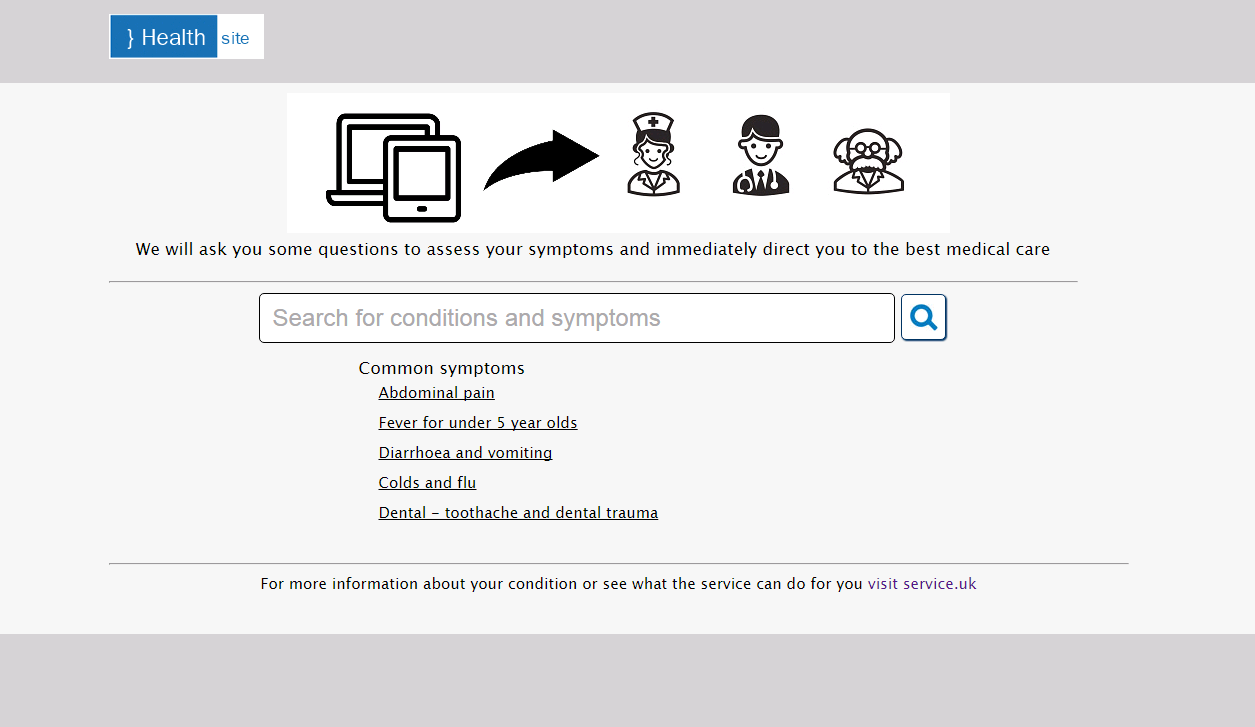 } Health site
We will ask you some questions to assess your symptoms and immediately direct you to the best medical care
Search for conditions and symptoms
Common symptoms
Abdominal pain
Fever for under 5 year olds
Diarrhoea and vomiting
Colds and flu
Dental – toothache and dental trauma
For more information about your condition or see what the service can do for you visit service.uk